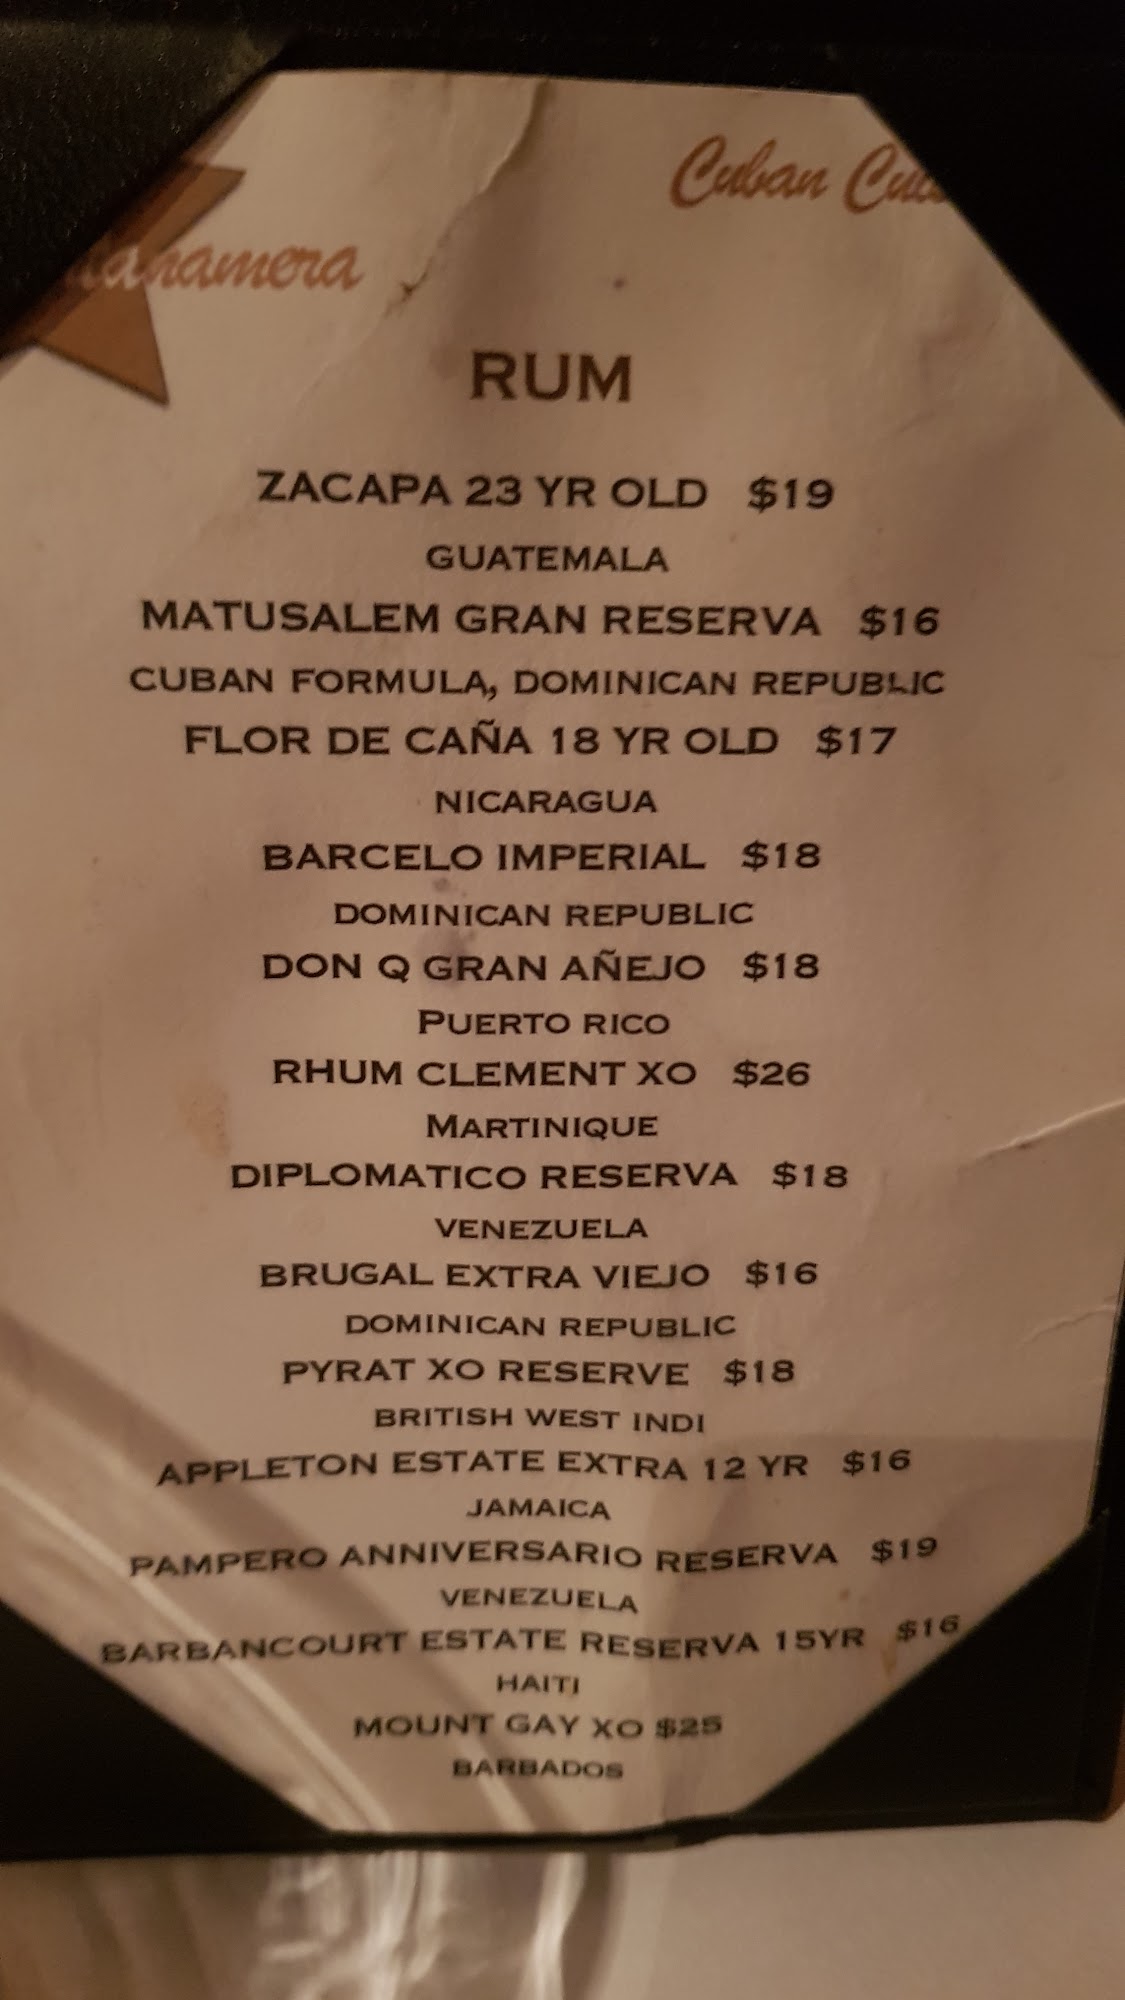 Cuban
RUM
ZACAPA 23 YR OLD $19
GUATEMALA
MATUSALEM GRAN RESERVA $16
CUBAN FORMULA, DOMINICAN REPUBLIC
FLOR DE CAÑA 18 YR OLD $17
NICARAGUA
BARCELO IMPERIAL $18
DOMINICAN REPUBLIC
DON Q GRAN AÑEJO $18
PUERTO RICO
RHUM CLEMENT XO $26
MARTINIQUE
DIPLOMATICO RESERVA $18
VENEZUELA
BRUGAL EXTRA VIEJO $16
DOMINICAN REPUBLIC
PYRAT XO RESERVE $18
BRITISH WEST INDI
APPLETON ESTATE EXTRA 12 YR $16
JAMAICA
PAMPERO ANNIVERSARIO RESERVA $19
VENEZUELA
BARBANCOURT ESTATE RESERVA 15YR $16
HAITI
MOUNT GAY XO $25
BARBADOS